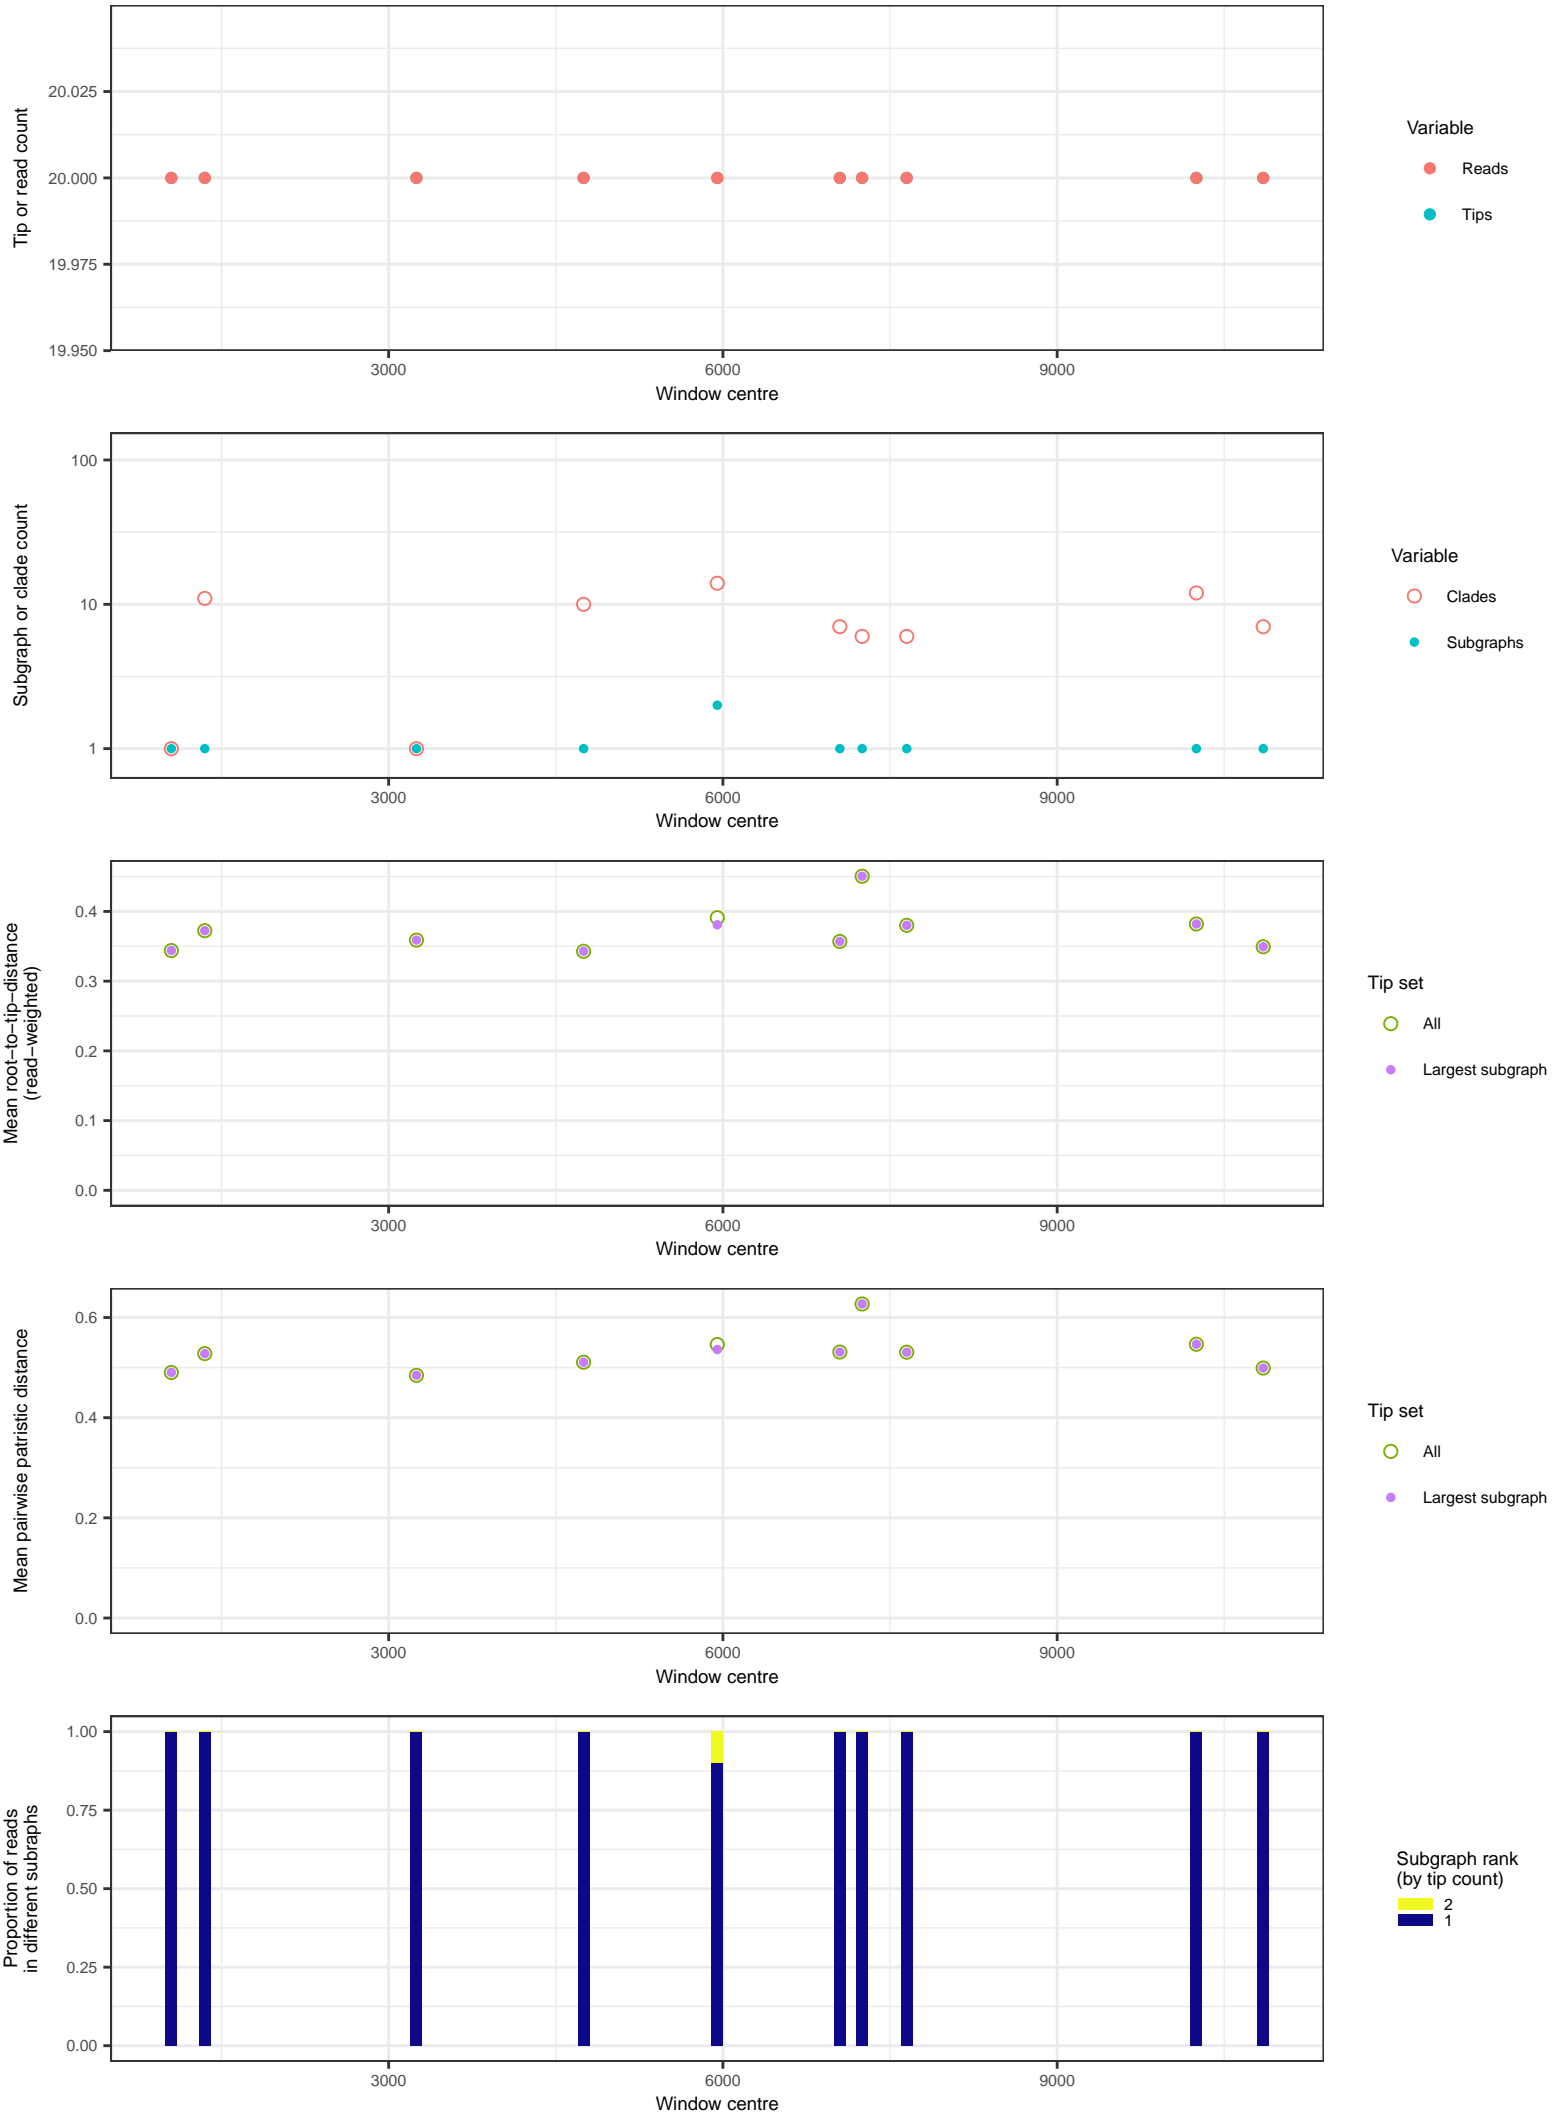 20.025
20.000
19.975
19.950
Tip or read count
3000 6000 9000
Window centre
Variable
Reads
Tips
100
10
1
Subgraph or clade count
3000 6000 9000
Window centre
Variable
Clades
Subgraphs
0.4
0.3
0.2
0.1
0.0
Mean root−to−tip−distance
(read−weighted)
3000 6000 9000
Window centre
Tip set
All
Largest subgraph
0.6
0.4
0.2
0.0
Mean pairwise patristic distance
3000 6000 9000
Window centre
Tip set
All
Largest subgraph
1.00
0.75
0.50
0.25
0.00
Proportion of reads
in different subraphs
3000 6000 9000
Window centre
Subgraph rank
(by tip count)
2
1